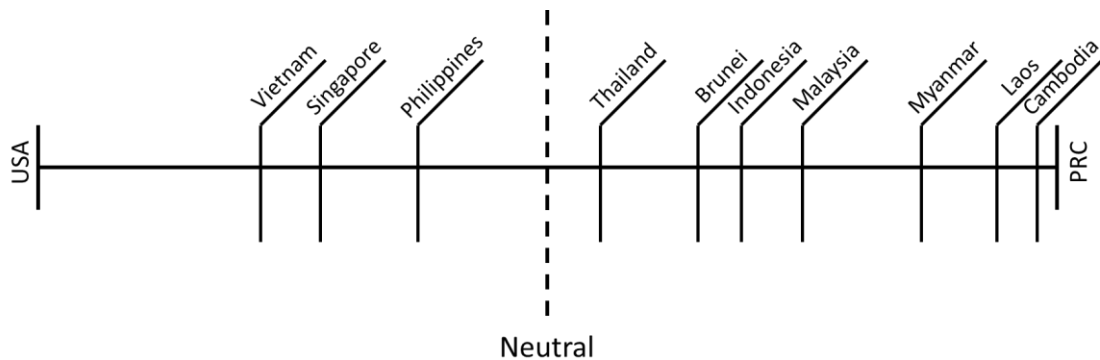 USA
Vietnam
Singapore
Philippines
Thailand
Brunei
Indonesia
Malaysia
Myanmar
Laos
Cambodia
PRC
Neutral